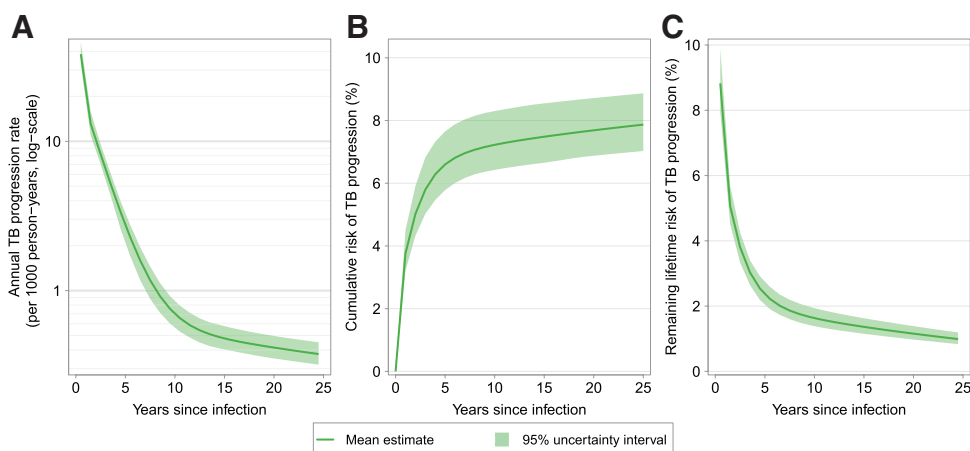 A
Annual TB progression rate
(per 1000 person−years, log−scale)
10
1
0 5 10 15 20 25
Years since infection
B
Cumulative risk of TB progression (%)
10
8
6
4
2
0
0 5 10 15 20 25
Years since infection
C
Remaining lifetime risk of TB progression (%)
10
8
6
4
2
0
0 5 10 15 20 25
Years since infection
Mean estimate 95% uncertainty interval